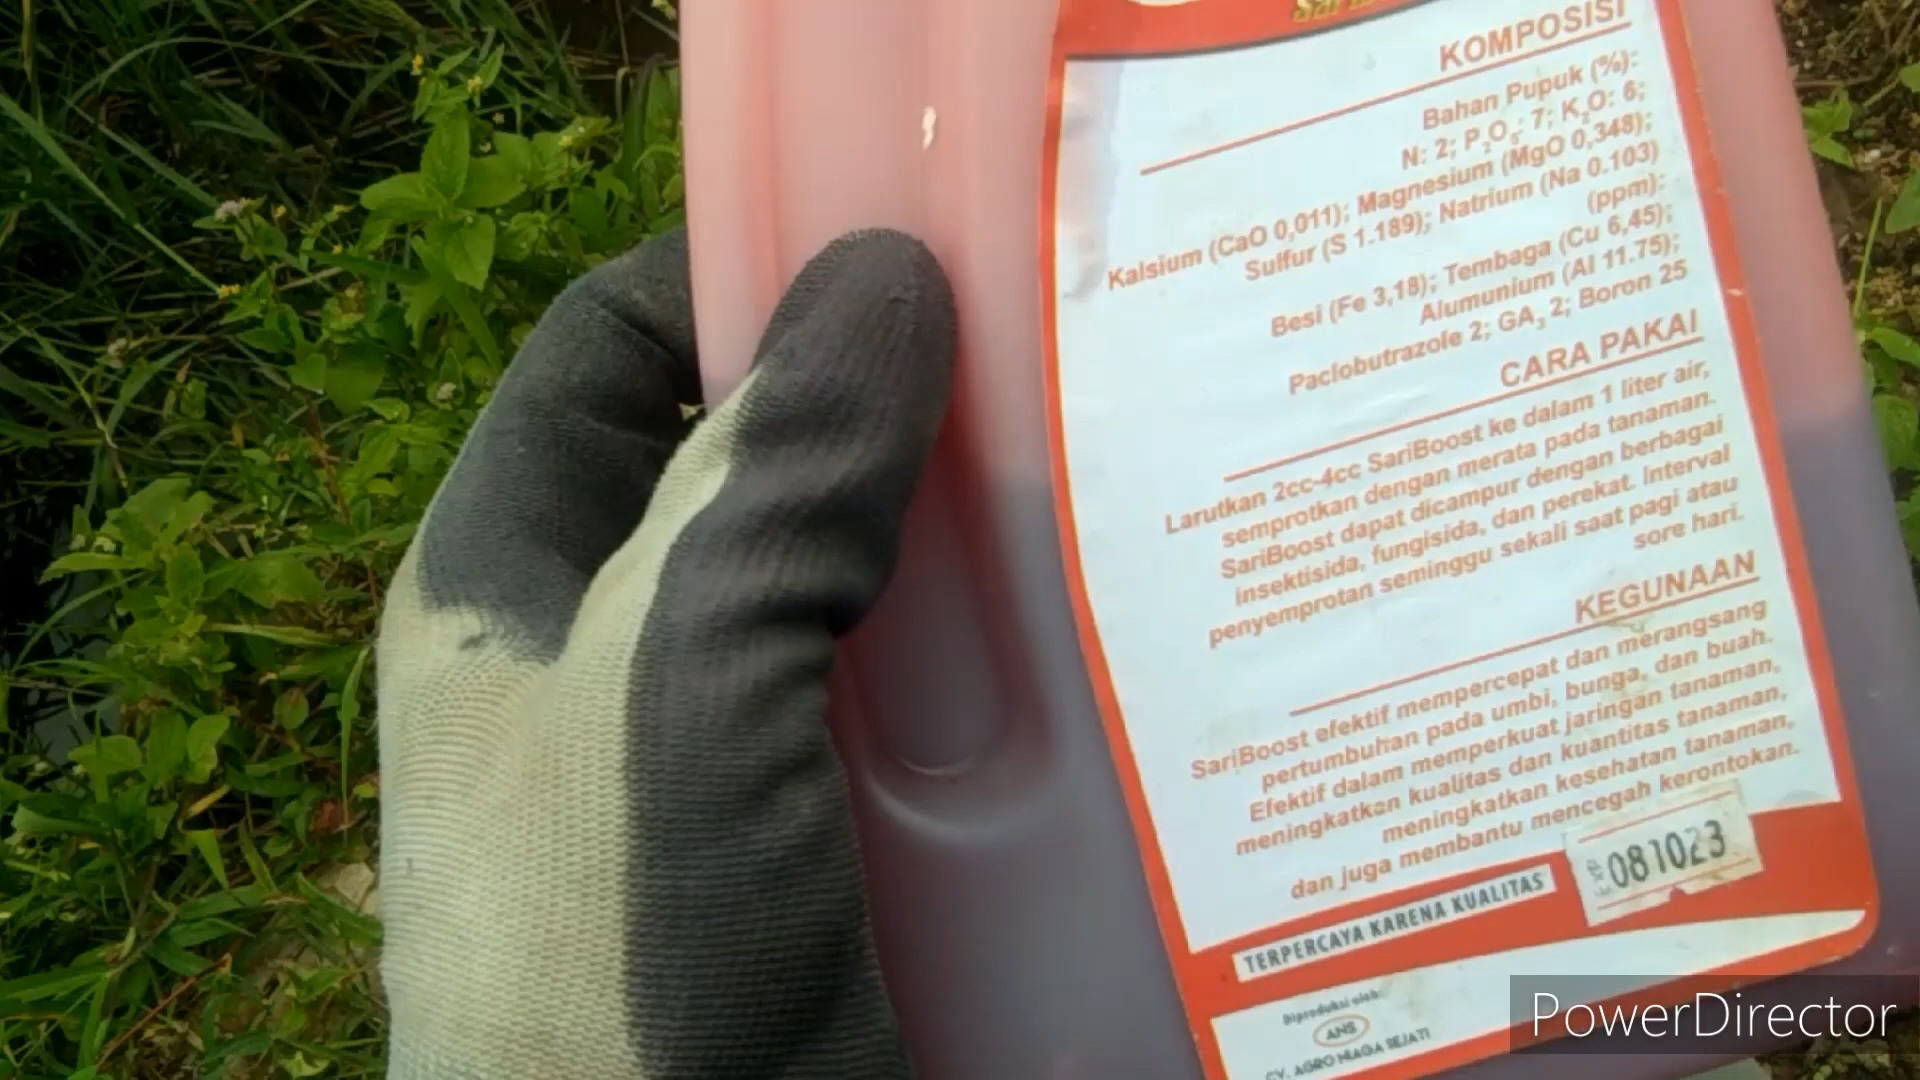 KOMPOSISI
Bahan Pupuk (%):
N: 2; P₂O₅: 7; K₂O: 6;
Kalsium (CaO 0,011); Magnesium (MgO 0,348);
Sulfur (S 1.189); Natrium (Na 0.103)
(ppm):
Besi (Fe 3,18); Tembaga (Cu 6,45);
Alumunium (Al 11.75);
Paclobutrazole 2; GA₃ 2; Boron 25
CARA PAKAI
Larutkan 2cc-4cc SariBoost ke dalam 1 liter air,
semprotkan dengan merata pada tanaman.
SariBoost dapat dicampur dengan berbagai
insektisida, fungisida, dan perekat. Interval
penyemprotan seminggu sekali saat pagi atau
sore hari.
KEGUNAAN
SariBoost efektif mempercepat dan merangsang
pertumbuhan pada umbi, bunga, dan buah.
Efektif dalam memperkuat jaringan tanaman,
meningkatkan kualitas dan kuantitas tanaman,
meningkatkan kesehatan tanaman,
dan juga membantu mencegah kerontokan.
EXP 081023
TERPERCAYA KARENA KUALITAS
Diproduksi oleh:
ANS
CV. AGRO NIAGA SEJATI
PowerDirector